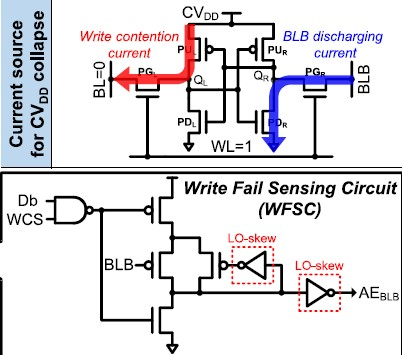 Current source
for CVDD collapse
CVDD
Write contention
current
BLB discharging
current
PUL
PUR
BL=0
PGL
QL
QR
PGR
BLB
PDL
PDR
WL=1
Write Fail Sensing Circuit
(WFSC)
Db
WCS
LO-skew
LO-skew
BLB
AEBLB